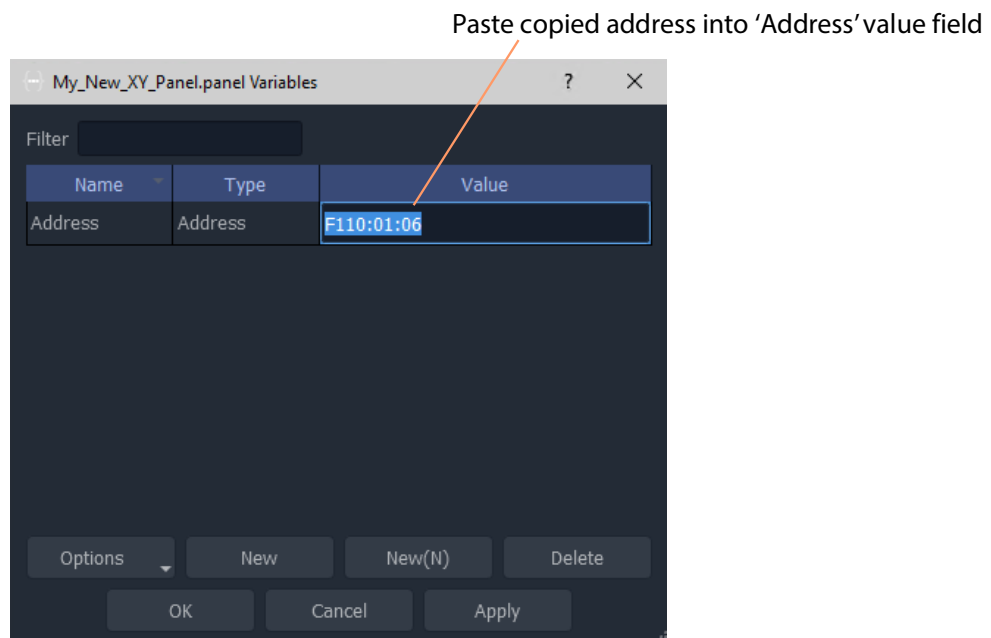 Paste copied address into ‘Address’ value field
My_New_XY_Panel.panel Variables ? ×
Filter
Name Type Value
Address Address F110:01:06
Options New New(N) Delete
OK Cancel Apply